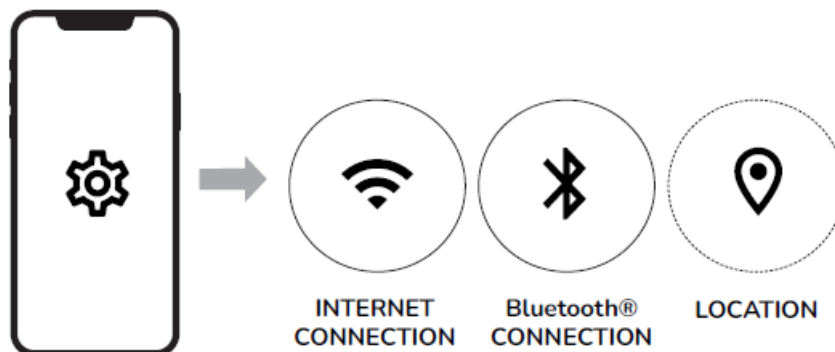 INTERNET
CONNECTION
Bluetooth®
CONNECTION
LOCATION